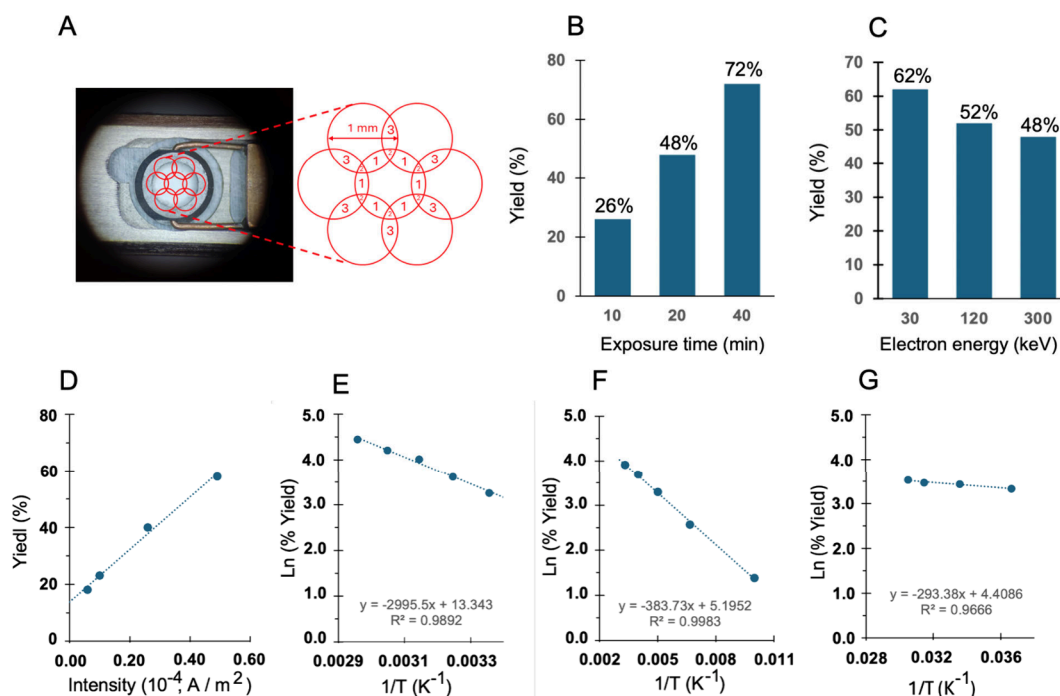 A
1 mm
3
3
1
2
1
3
2
2
1
1
2
2
3
1
2
1
3
3
3
B
Yield (%)
80
60
40
20
0
26%
48%
72%
10 20 40
Exposure time (min)
C
Yield (%)
70
60
50
40
30
20
10
0
62%
52%
48%
30 120 300
Electron energy (keV)
D
Yiedl (%)
80
60
40
20
0
0.00 0.20 0.40 0.60
Intensity (10⁻⁴, A / m²)
E
Ln (% Yield)
5.0
4.0
3.0
2.0
1.0
0.0
y = -2995.5x + 13.343
R² = 0.9892
0.0029 0.0031 0.0033
1/T (K⁻¹)
F
Ln (% Yield)
5.0
4.0
3.0
2.0
1.0
0.0
y = -383.73x + 5.1952
R² = 0.9983
0.002 0.005 0.008 0.011
1/T (K⁻¹)
G
Ln (% Yield)
5.0
4.0
3.0
2.0
1.0
0.0
y = -293.38x + 4.4086
R² = 0.9666
0.028 0.032 0.036
1/T (K⁻¹)